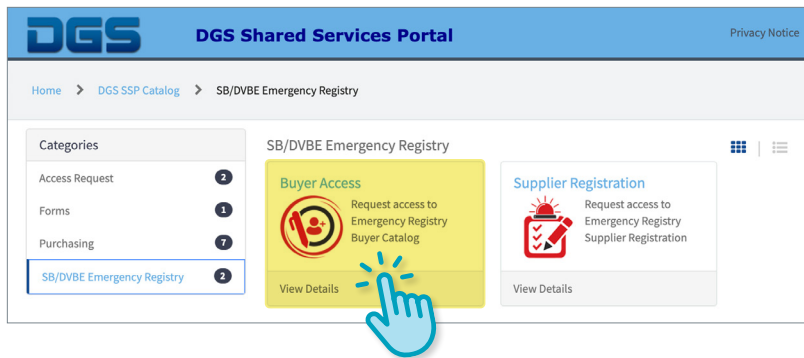 DGS
DGS Shared Services Portal
Privacy Notice
Home > DGS SSP Catalog > SB/DVBE Emergency Registry
Categories
Access Request 2
Forms 1
Purchasing 7
SB/DVBE Emergency Registry 2
SB/DVBE Emergency Registry
Buyer Access
Request access to
Emergency Registry
Buyer Catalog
View Details
Supplier Registration
Request access to
Emergency Registry
Supplier Registration
View Details